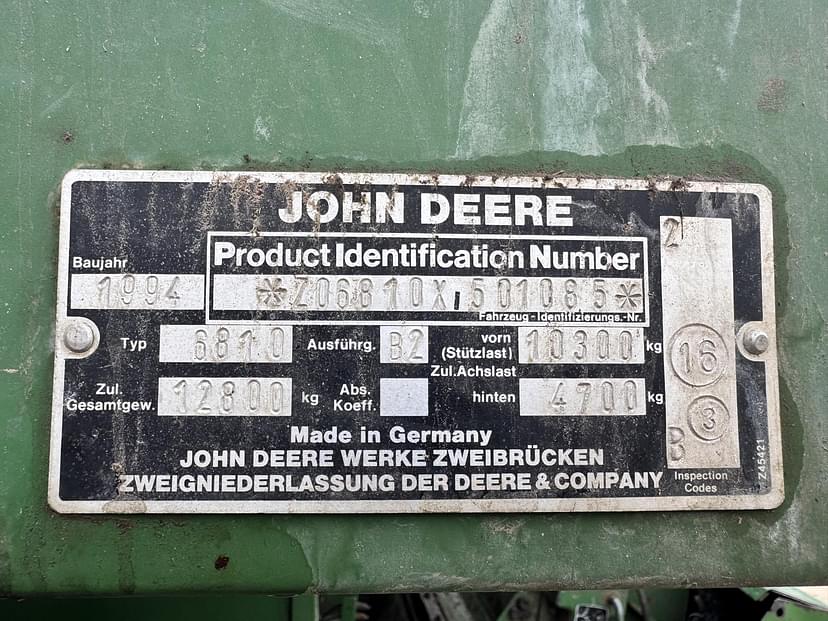 JOHN DEERE
Product Identification Number
Baujahr
1994
*Z06810X,501085*
Fahrzeug-Identifizierungs.-Nr.
Typ 6810 Ausführg. B2 vorn (Stützlast) 10300 kg
Zul.Achslast
Zul. Gesamtgew. 12800 kg Abs. Koeff. hinten 4700 kg
Made in Germany
JOHN DEERE WERKE ZWEIBRÜCKEN
ZWEIGNIEDERLASSUNG DER DEERE & COMPANY
2
16
3
B
Inspection
Codes
Z45421